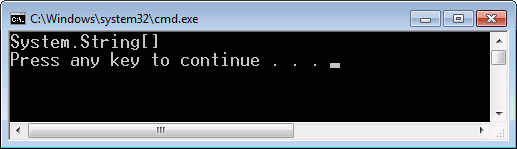 C:\Windows\system32\cmd.exe
System.String[]
Press any key to continue . . .